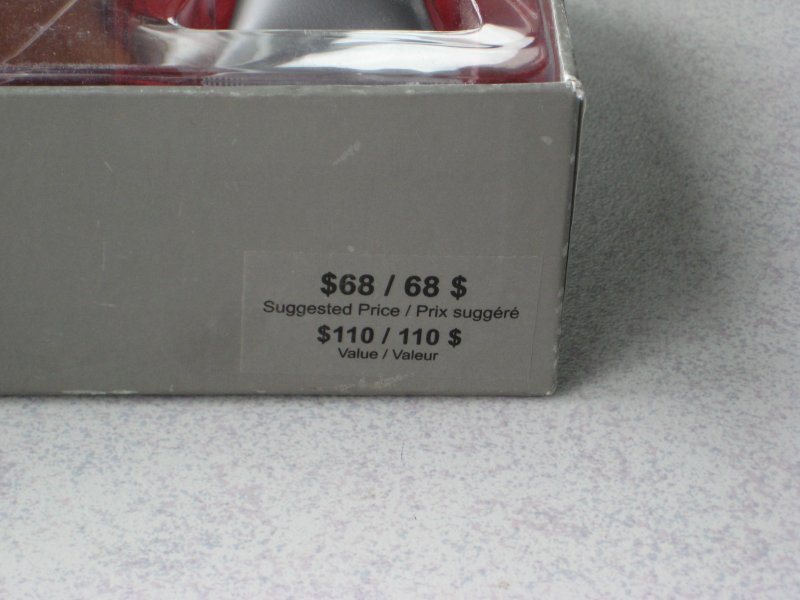 $68 / 68 $
Suggested Price / Prix suggéré
$110 / 110 $
Value / Valeur